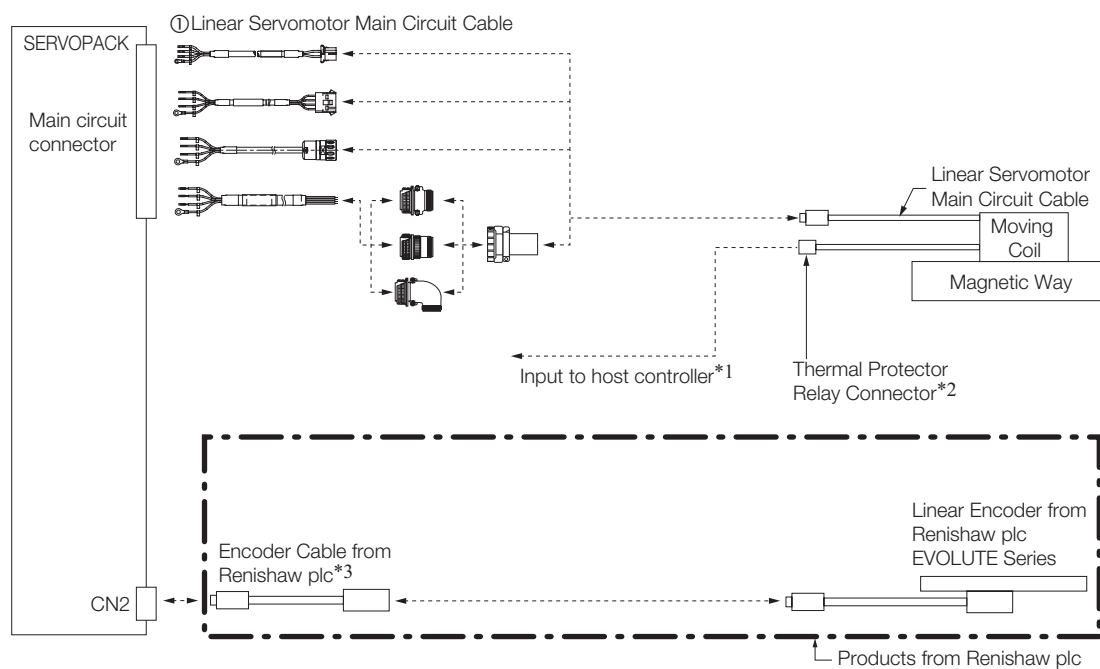 ①Linear Servomotor Main Circuit Cable
SERVOPACK
Main circuit
connector
Linear Servomotor
Main Circuit Cable
Moving
Coil
Magnetic Way
Input to host controller*1
Thermal Protector
Relay Connector*2
Linear Encoder from
Renishaw plc
EVOLUTE Series
Encoder Cable from
Renishaw plc*3
CN2
Products from Renishaw plc